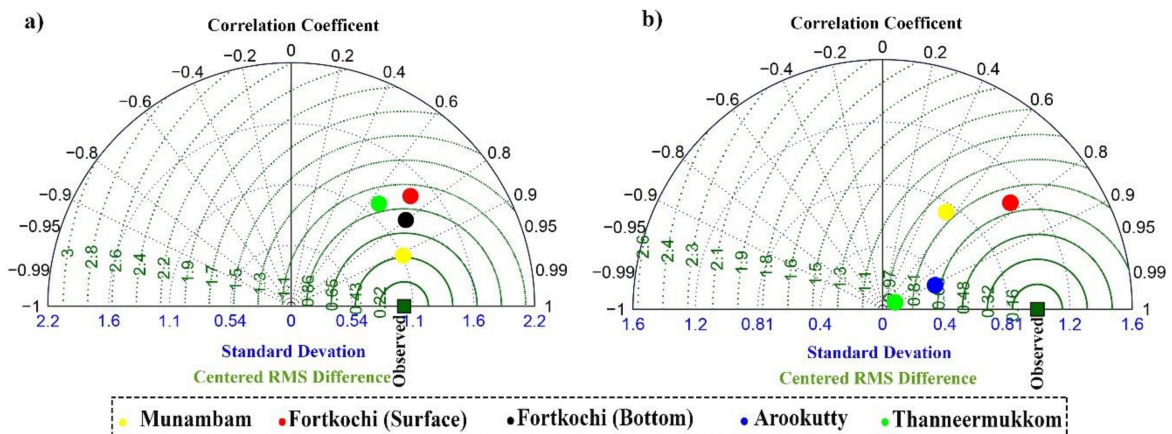 a)
Correlation Coefficent
0
−0.2 0.2
−0.4 0.4
−0.6 0.6
−0.8 0.8
−0.9 0.9
−0.95 0.95
−0.99 0.99
−1 1
3 2.8 2.6 2.4 2.2 1.9 1.7 1.5 1.3 1.1 0.86 0.65 0.43 0.22
2.2 1.6 1.1 0.54 0 0.54 1.1 1.6 2.2
Observed
Standard Devation
Centered RMS Difference
b)
Correlation Coefficent
0
−0.2 0.2
−0.4 0.4
−0.6 0.6
−0.8 0.8
−0.9 0.9
−0.95 0.95
−0.99 0.99
−1 1
2.6 2.4 2.3 2.1 1.9 1.8 1.6 1.5 1.3 1.1 0.97 0.81 0.48 0.32 0.16
1.6 1.2 0.81 0.4 0 0.4 0.81 1.2 1.6
Observed
Standard Devation
Centered RMS Difference
Munambam Fortkochi (Surface) Fortkochi (Bottom) Arookutty Thanneermukkom